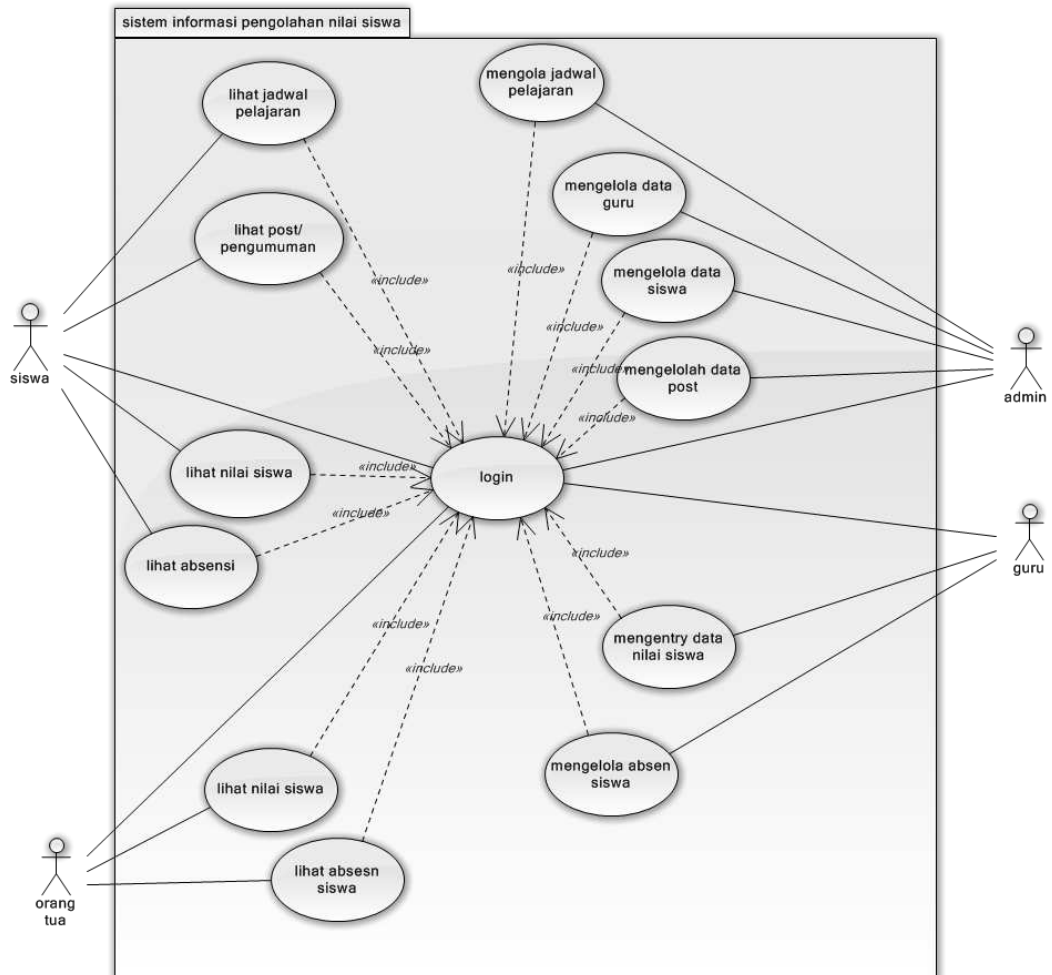 sistem informasi pengolahan nilai siswa
lihat jadwal
pelajaran
mengola jadwal
pelajaran
mengelola data
guru
lihat post/
pengumuman
mengelola data
siswa
«include»
«include»
«include»
«include»
«include»
«include»
«include»
mengelolah data
post
siswa
admin
lihat nilai siswa
«include»
login
«include»
guru
lihat absensi
«include»
«include»
«include»
«include»
mengentry data
nilai siswa
mengelola absen
siswa
lihat nilai siswa
lihat absesn
siswa
orang
tua